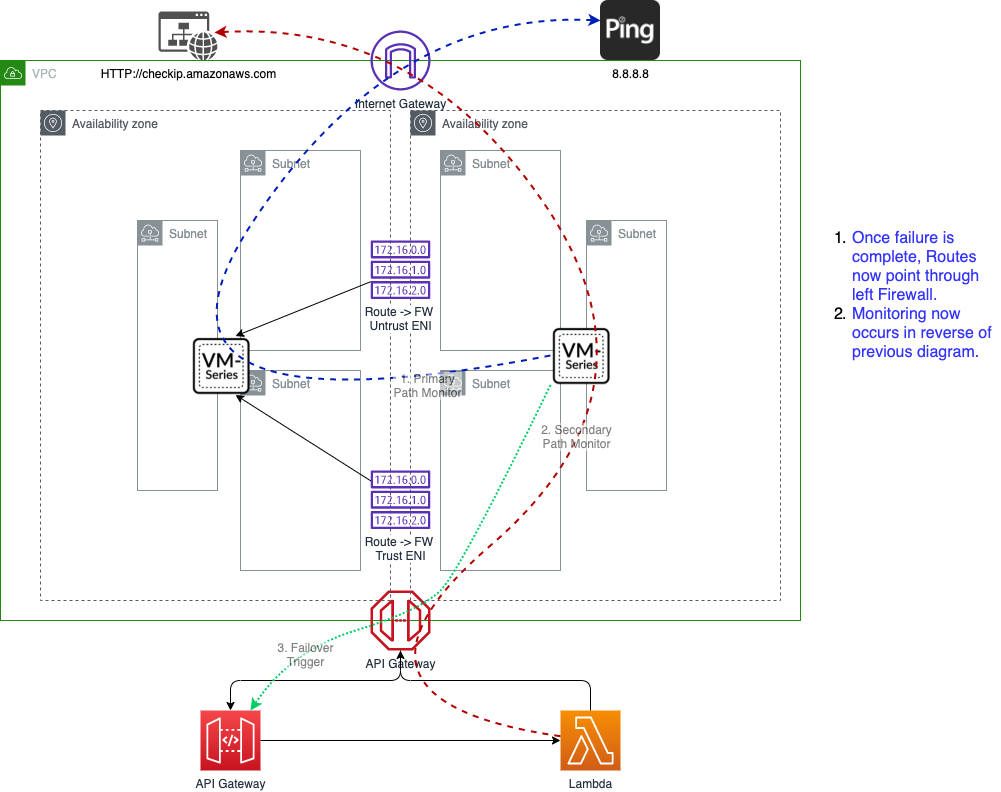 Ping
VPC
HTTP://checkip.amazonaws.com
8.8.8.8
Internet Gateway
Availability zone
Availability zone
Subnet
Subnet
Subnet
Subnet
172.16.0.0
172.16.1.0
172.16.2.0
Route -> FW
Untrust ENI
VM-
Series
VM-
Series
Subnet
1. Primary
Path Monitor
Subnet
2. Secondary
Path Monitor
172.16.0.0
172.16.1.0
172.16.2.0
Route -> FW
Trust ENI
3. Failover
Trigger
API Gateway
</>
API Gateway
Lambda
1. Once failure is
complete, Routes
now point through
left Firewall.
2. Monitoring now
occurs in reverse of
previous diagram.